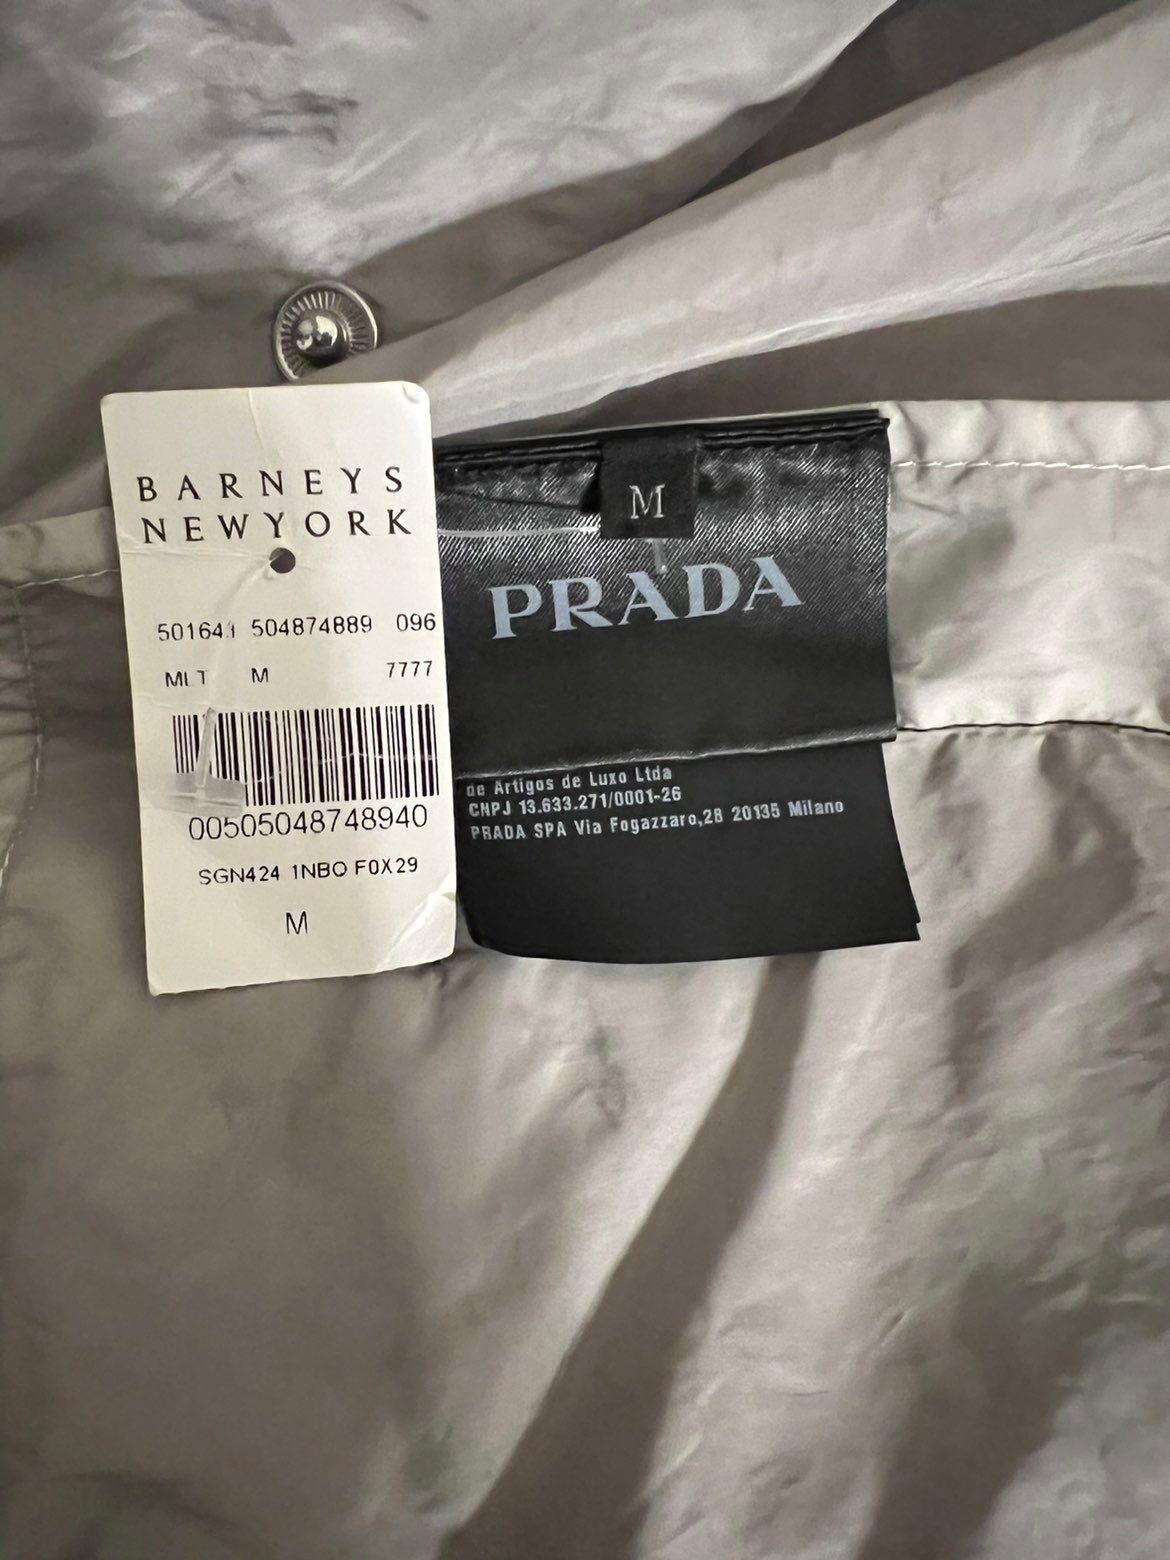 BARNEYS
NEWYORK
501641 504874889 096
MLT M 7777
00505048748940
SGN424 1NBO F0X29
M
M
PRADA
de Artigos de Luxo Ltda
CNPJ 13.633.271/0001-26
PRADA SPA Via Fogazzaro,28 20135 Milano